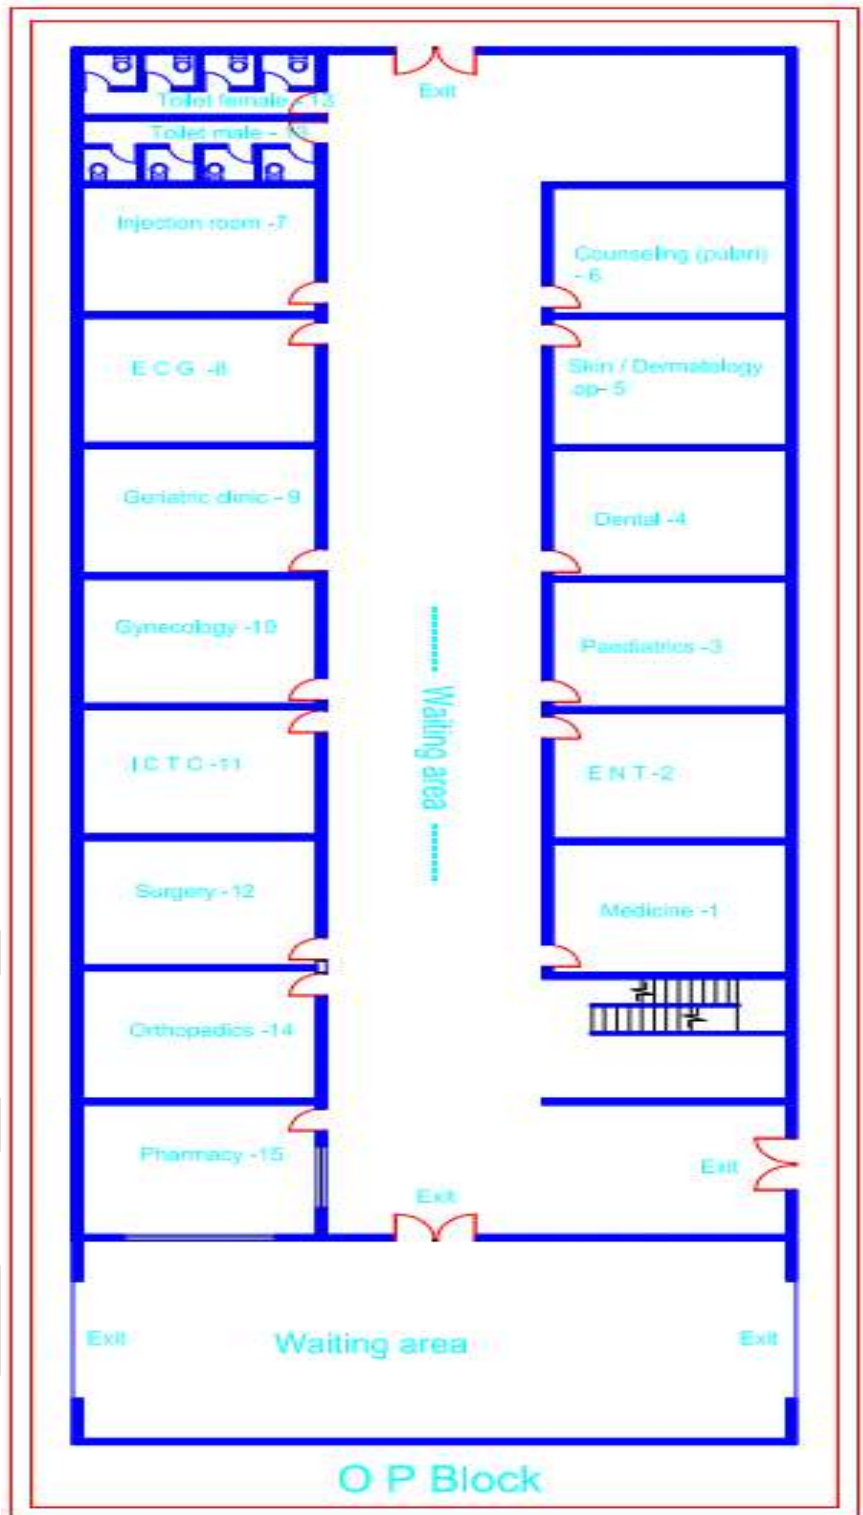 Exit
Toilet female - 13
Toilet male - 13
Injection room -7
Counseling (pulari)
- 6
E C G -8
Skin / Dermatology
op- 5
Geriatric clinic - 9
Dental -4
Gynecology -10
Paediatrics -3
------- Waiting area -------
I C T C -11
E N T -2
Surgery -12
Medicine -1
Orthopedics -14
Pharmacy -15
Exit
Exit
Exit
Waiting area
Exit
O P Block